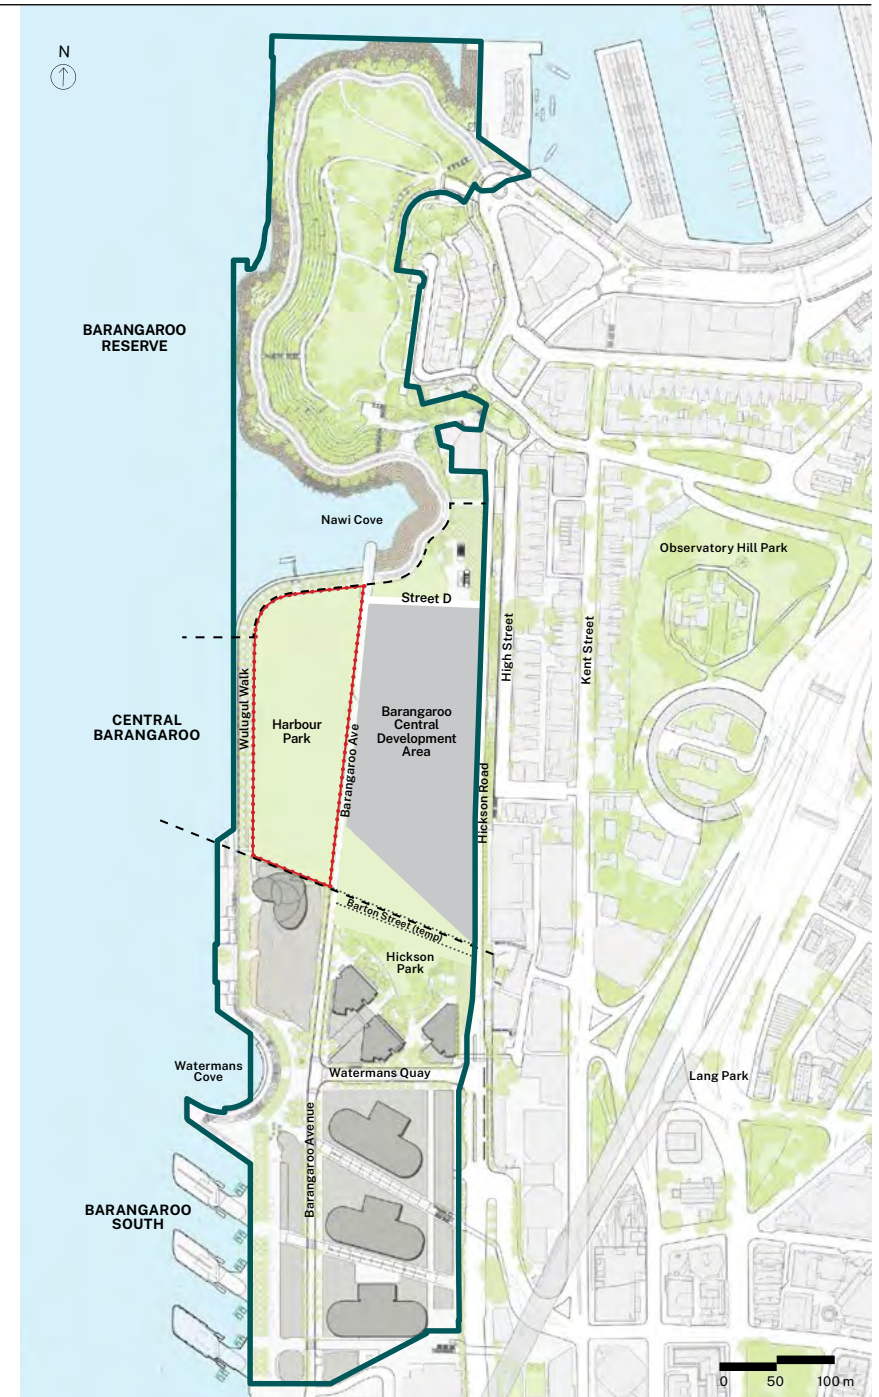 N
BARANGAROO
RESERVE
Nawi Cove
Observatory Hill Park
Street D
High Street
Kent Street
Wulugul Walk
CENTRAL
BARANGAROO
Harbour
Park
Barangaroo Ave
Barangaroo
Central
Development
Area
Hickson Road
Barton Street (temp)
Hickson
Park
Watermans
Cove
Watermans Quay
Lang Park
Barangaroo Avenue
BARANGAROO
SOUTH
0 50 100 m